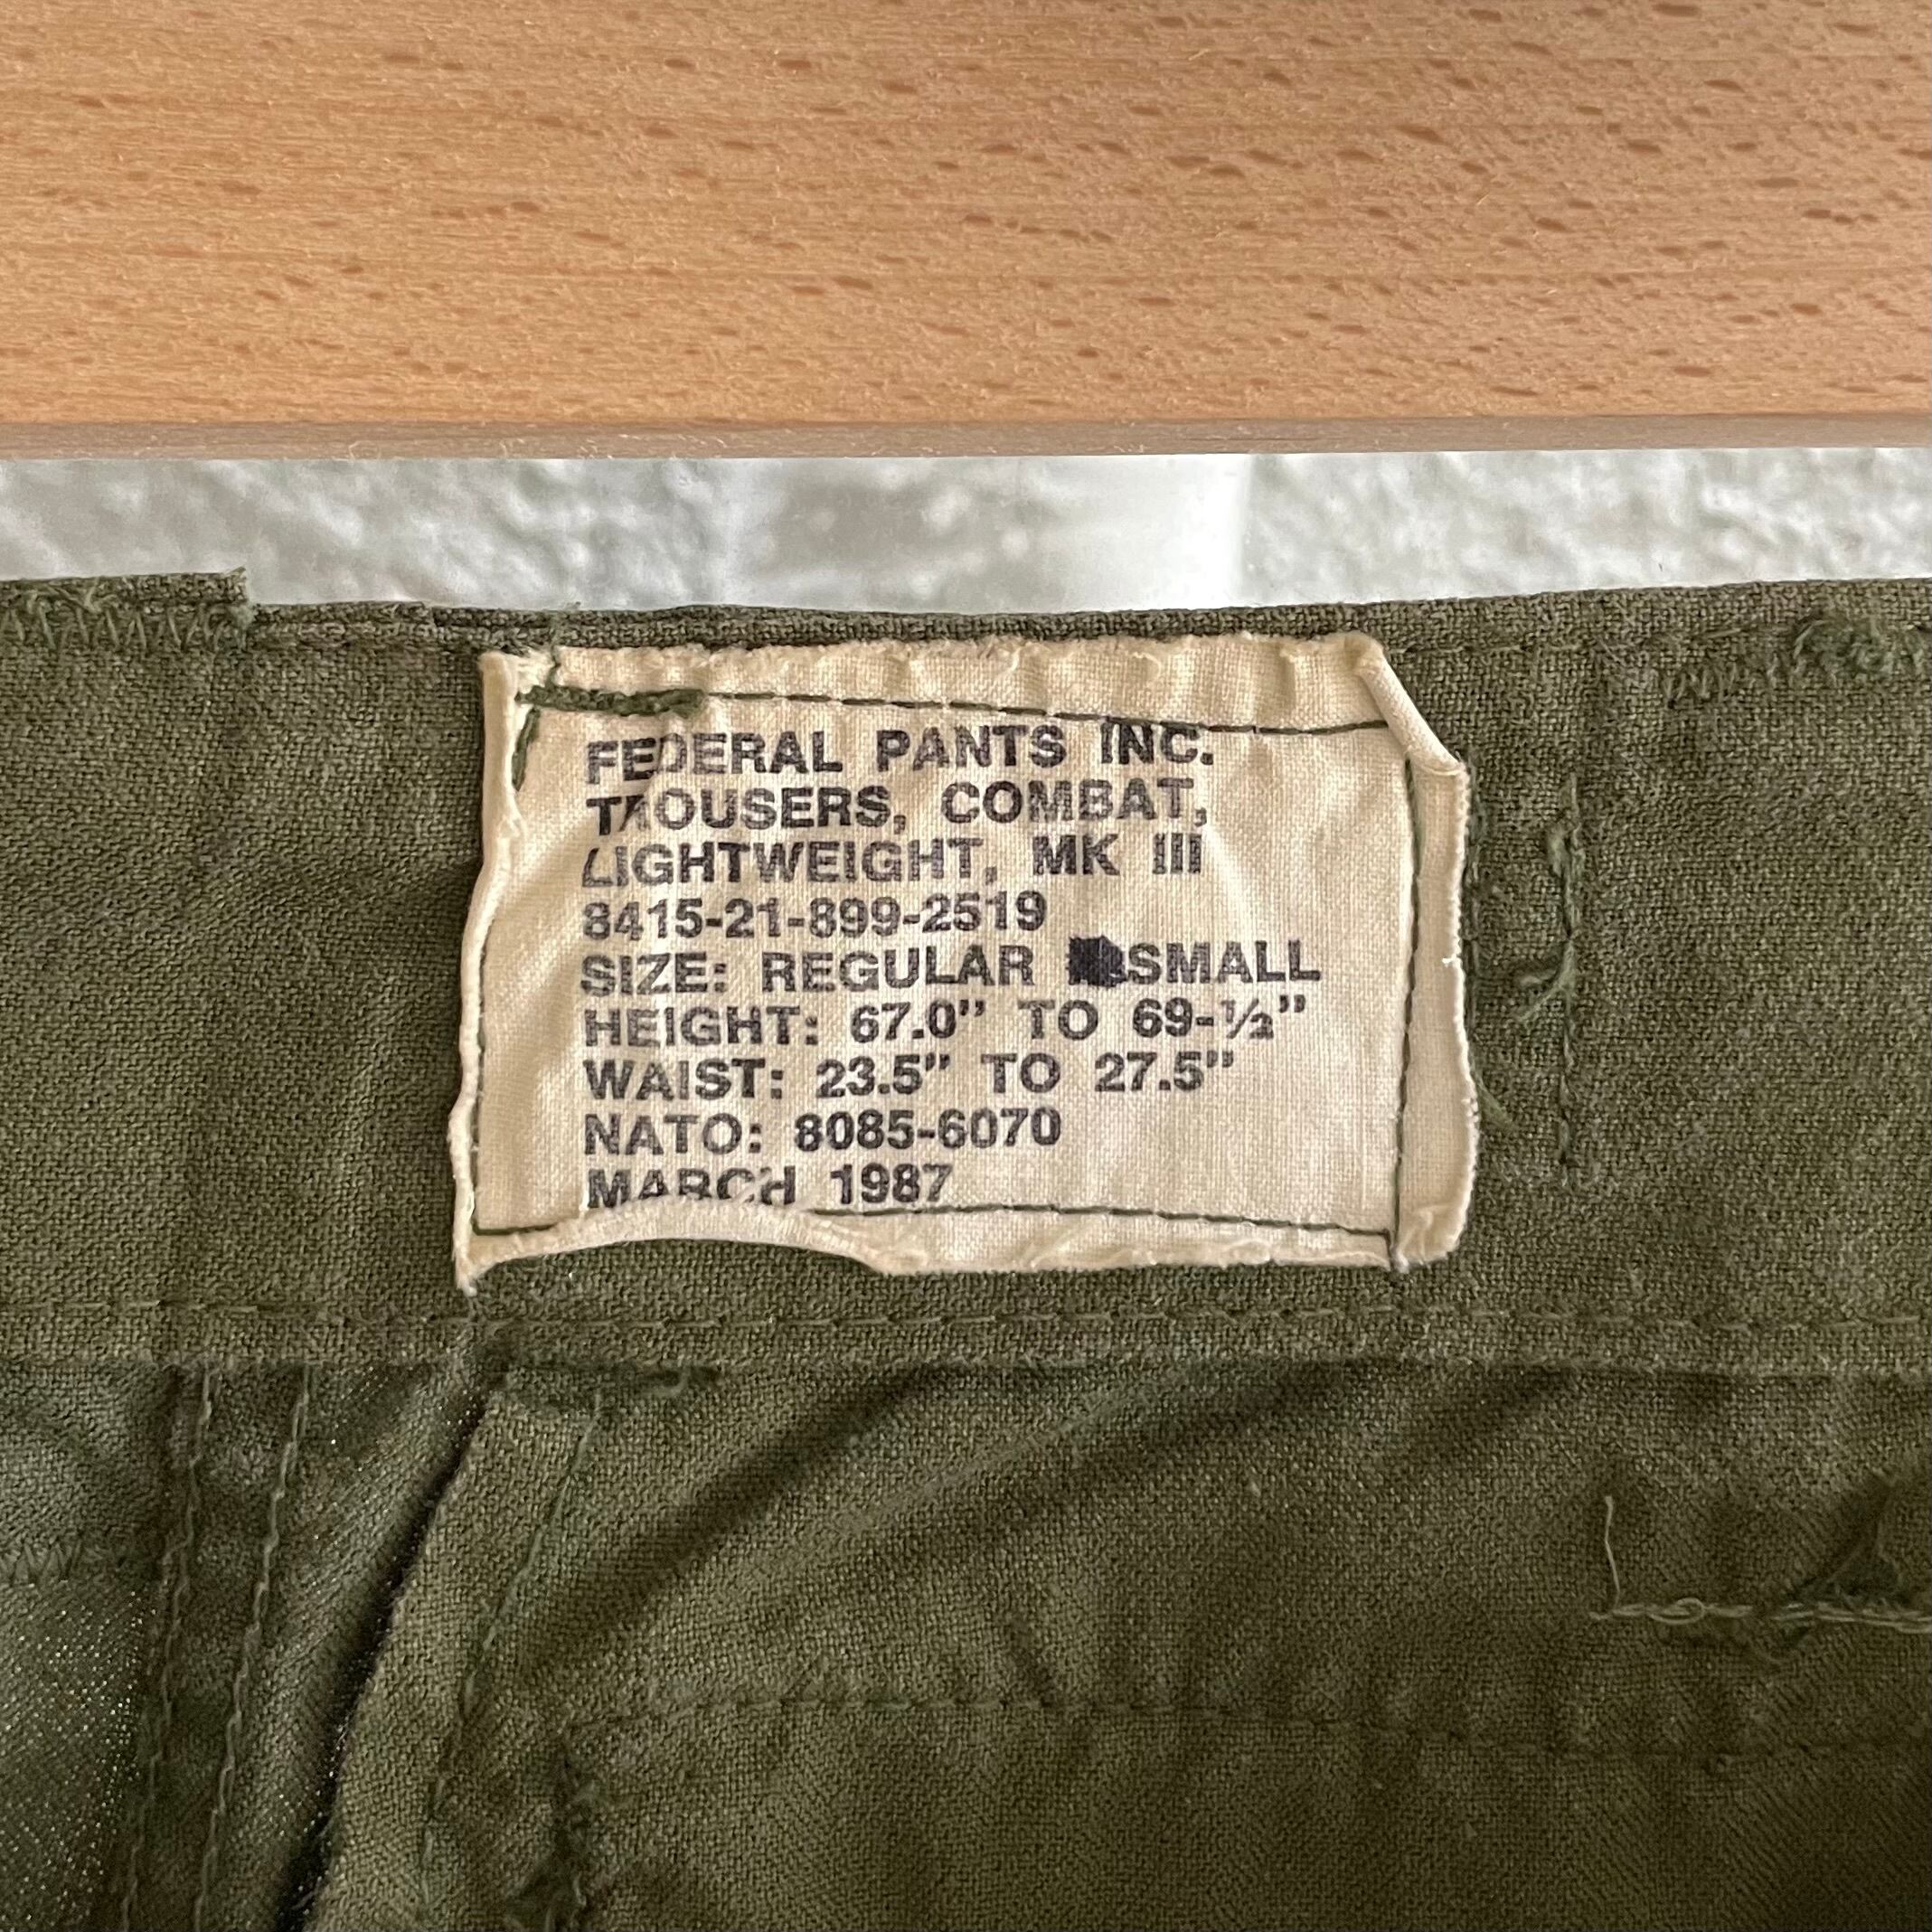 FEDERAL PANTS INC.
TROUSERS, COMBAT,
LIGHTWEIGHT, MK III
8415-21-899-2519
SIZE: REGULAR SMALL
HEIGHT: 67.0" TO 69-½"
WAIST: 23.5" TO 27.5"
NATO: 8085-6070
MARCH 1987